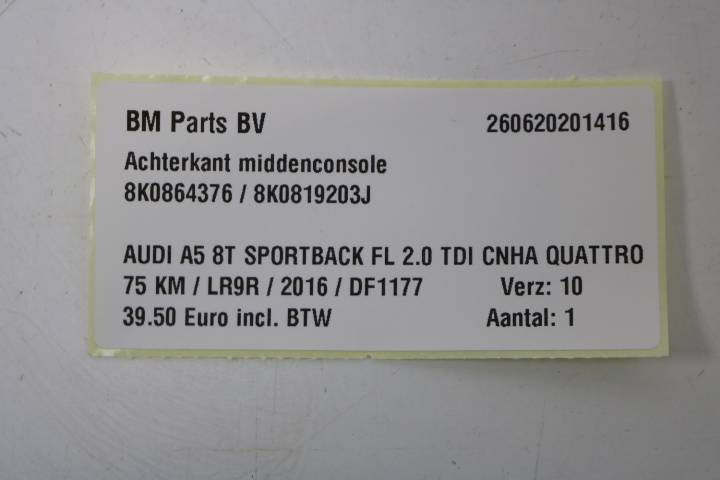 BM Parts BV 260620201416
Achterkant middenconsole
8K0864376 / 8K0819203J
AUDI A5 8T SPORTBACK FL 2.0 TDI CNHA QUATTRO
75 KM / LR9R / 2016 / DF1177 Verz: 10
39.50 Euro incl. BTW Aantal: 1